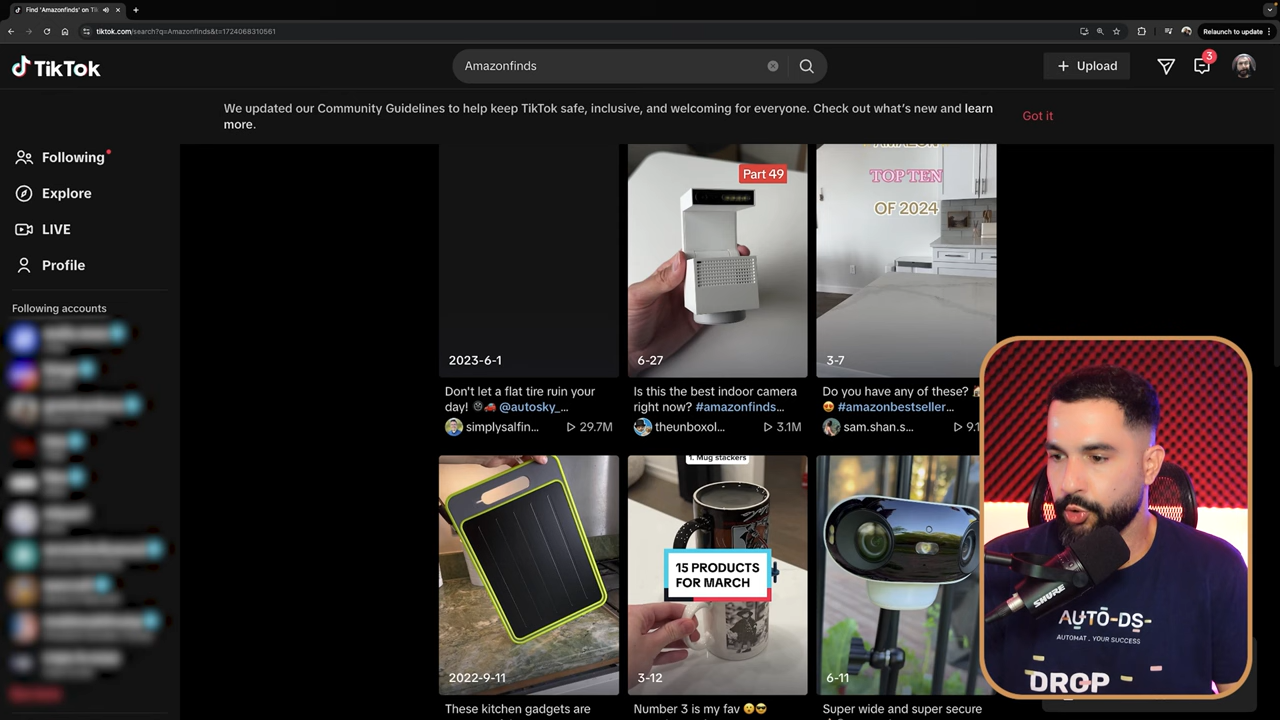 Find 'Amazonfinds' on Tik
tiktok.com/search?q=Amazonfinds&t=1724068310561
Relaunch to update
TikTok
Amazonfinds
Upload
3
We updated our Community Guidelines to help keep TikTok safe, inclusive, and welcoming for everyone. Check out what's new and learn
more.
Got it
Following
Explore
LIVE
Profile
Following accounts
Part 49
TOP TEN
OF 2024
2023-6-1
6-27
3-7
Don't let a flat tire ruin your
day! @autosky_...
simplysalfin...
29.7M
Is this the best indoor camera
right now? #amazonfinds...
theunboxol...
3.1M
Do you have any of these?
#amazonbestseller...
sam.shan.s...
1. Mug stackers
15 PRODUCTS
FOR MARCH
2022-9-11
3-12
6-11
These kitchen gadgets are
Number 3 is my fav
Super wide and super secure
SHURE
AUTO-DS-
AUTOMAT . YOUR SUCCESS
DROP